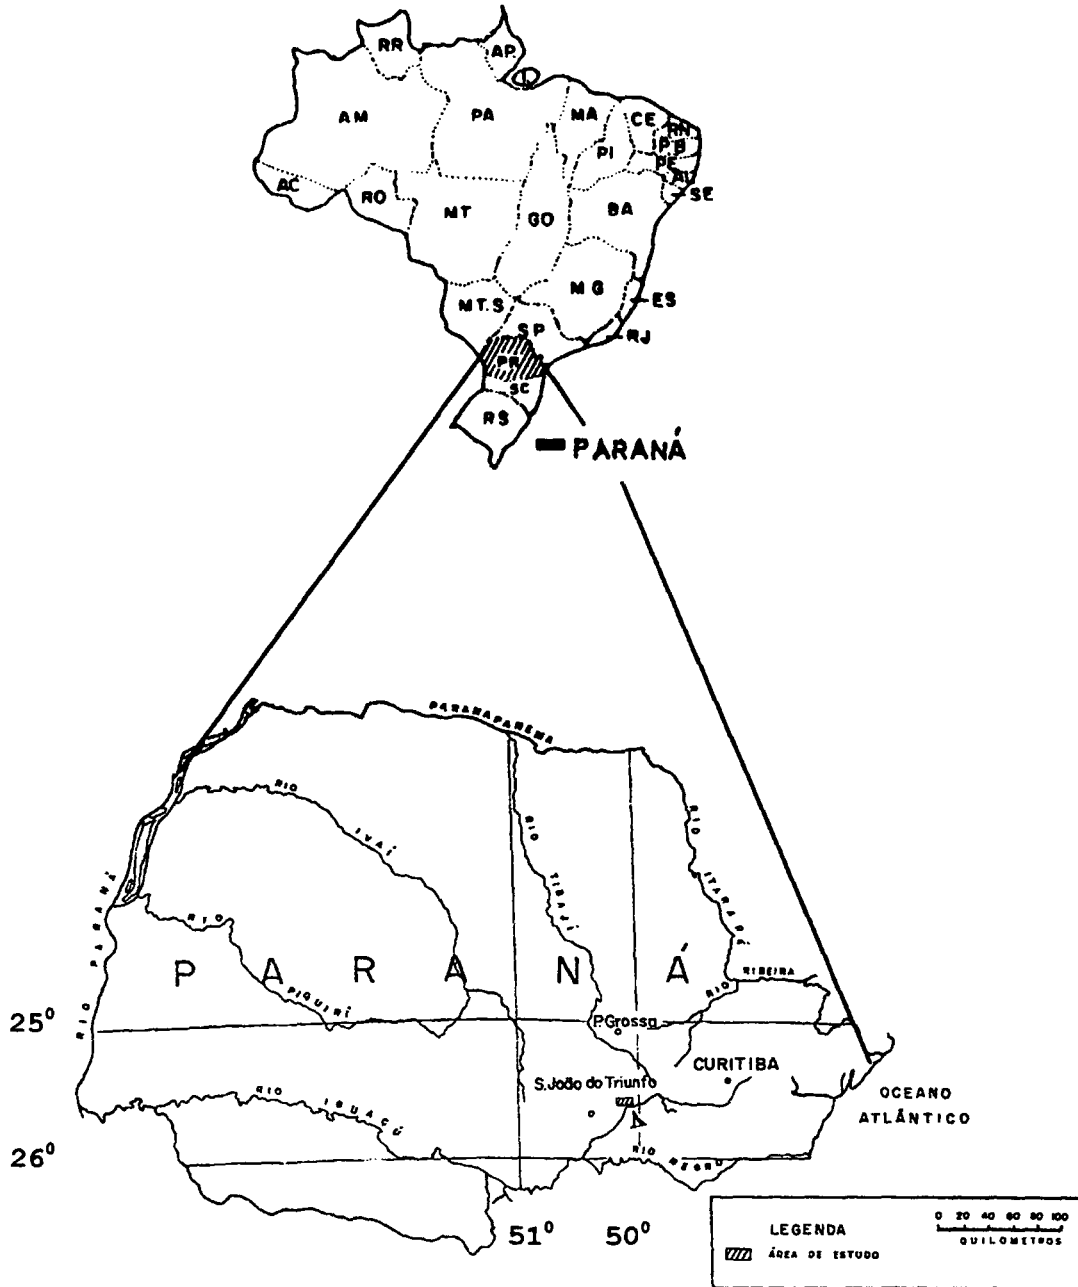 RR
AP.
AM
PA
MA
CE
RN
PB
PI
PE
AL
AC
RO
SE
MT
GO
BA
MG
MT.S
ES
SP
RJ
PR
SC
RS
PARANÁ
PARANAPANEMA
RIO
IVAÍ
RIO
TIBAJÍ
RIO
ITARARÉ
RIO PARANÁ
RIO
PIQUIRÍ
PARANÁ
RIO
RIBEIRA
25⁰
P.Grossa
CURITIBA
S.João do Triunfo
OCEANO
ATLÂNTICO
RIO IGUAÇÚ
26⁰
RIO NEGRO
51⁰ 50⁰
LEGENDA
ÁREA DE ESTUDO
0 20 40 60 80 100
QUILOMETROS